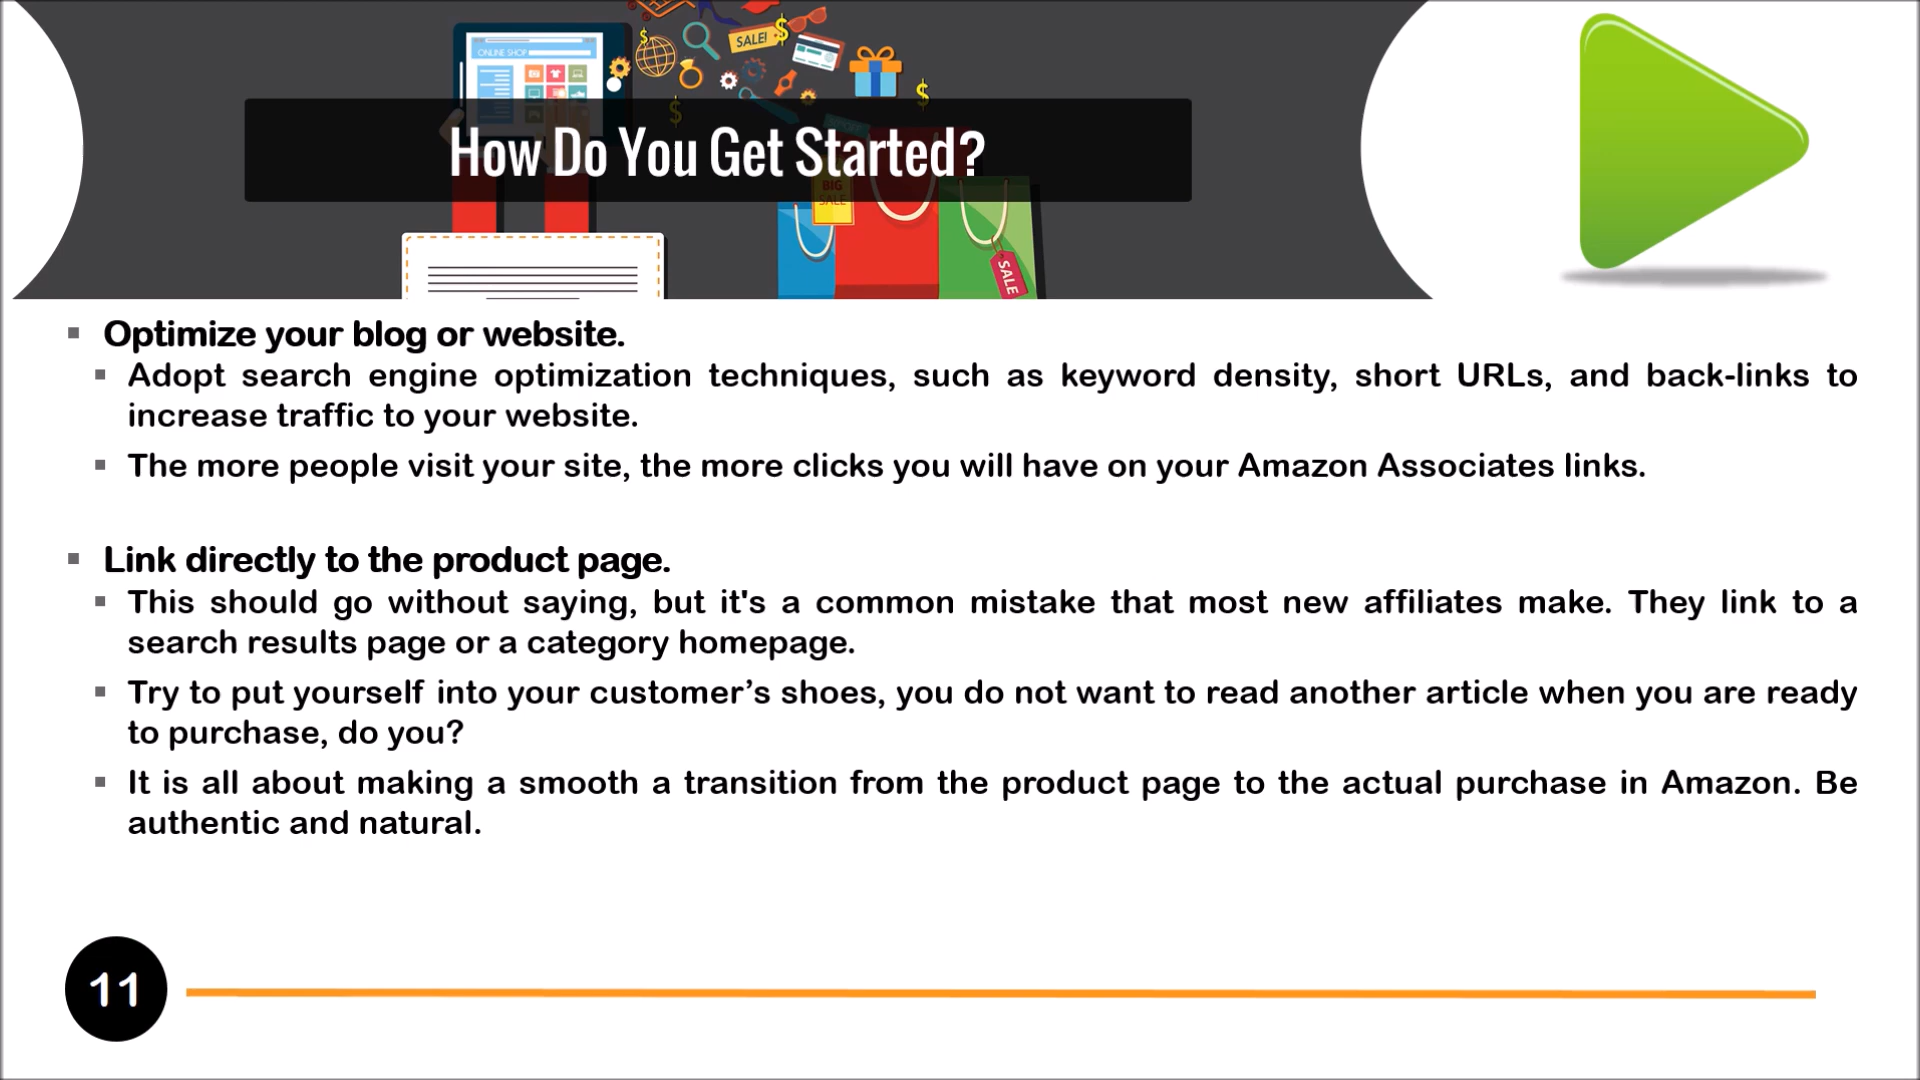 ONLINE SHOP
SALE!
How Do You Get Started?
BIG
SALE
SALE
Optimize your blog or website.
Adopt search engine optimization techniques, such as keyword density, short URLs, and back-links to
increase traffic to your website.
The more people visit your site, the more clicks you will have on your Amazon Associates links.
Link directly to the product page.
This should go without saying, but it's a common mistake that most new affiliates make. They link to a
search results page or a category homepage.
Try to put yourself into your customer’s shoes, you do not want to read another article when you are ready
to purchase, do you?
It is all about making a smooth a transition from the product page to the actual purchase in Amazon. Be
authentic and natural.
11